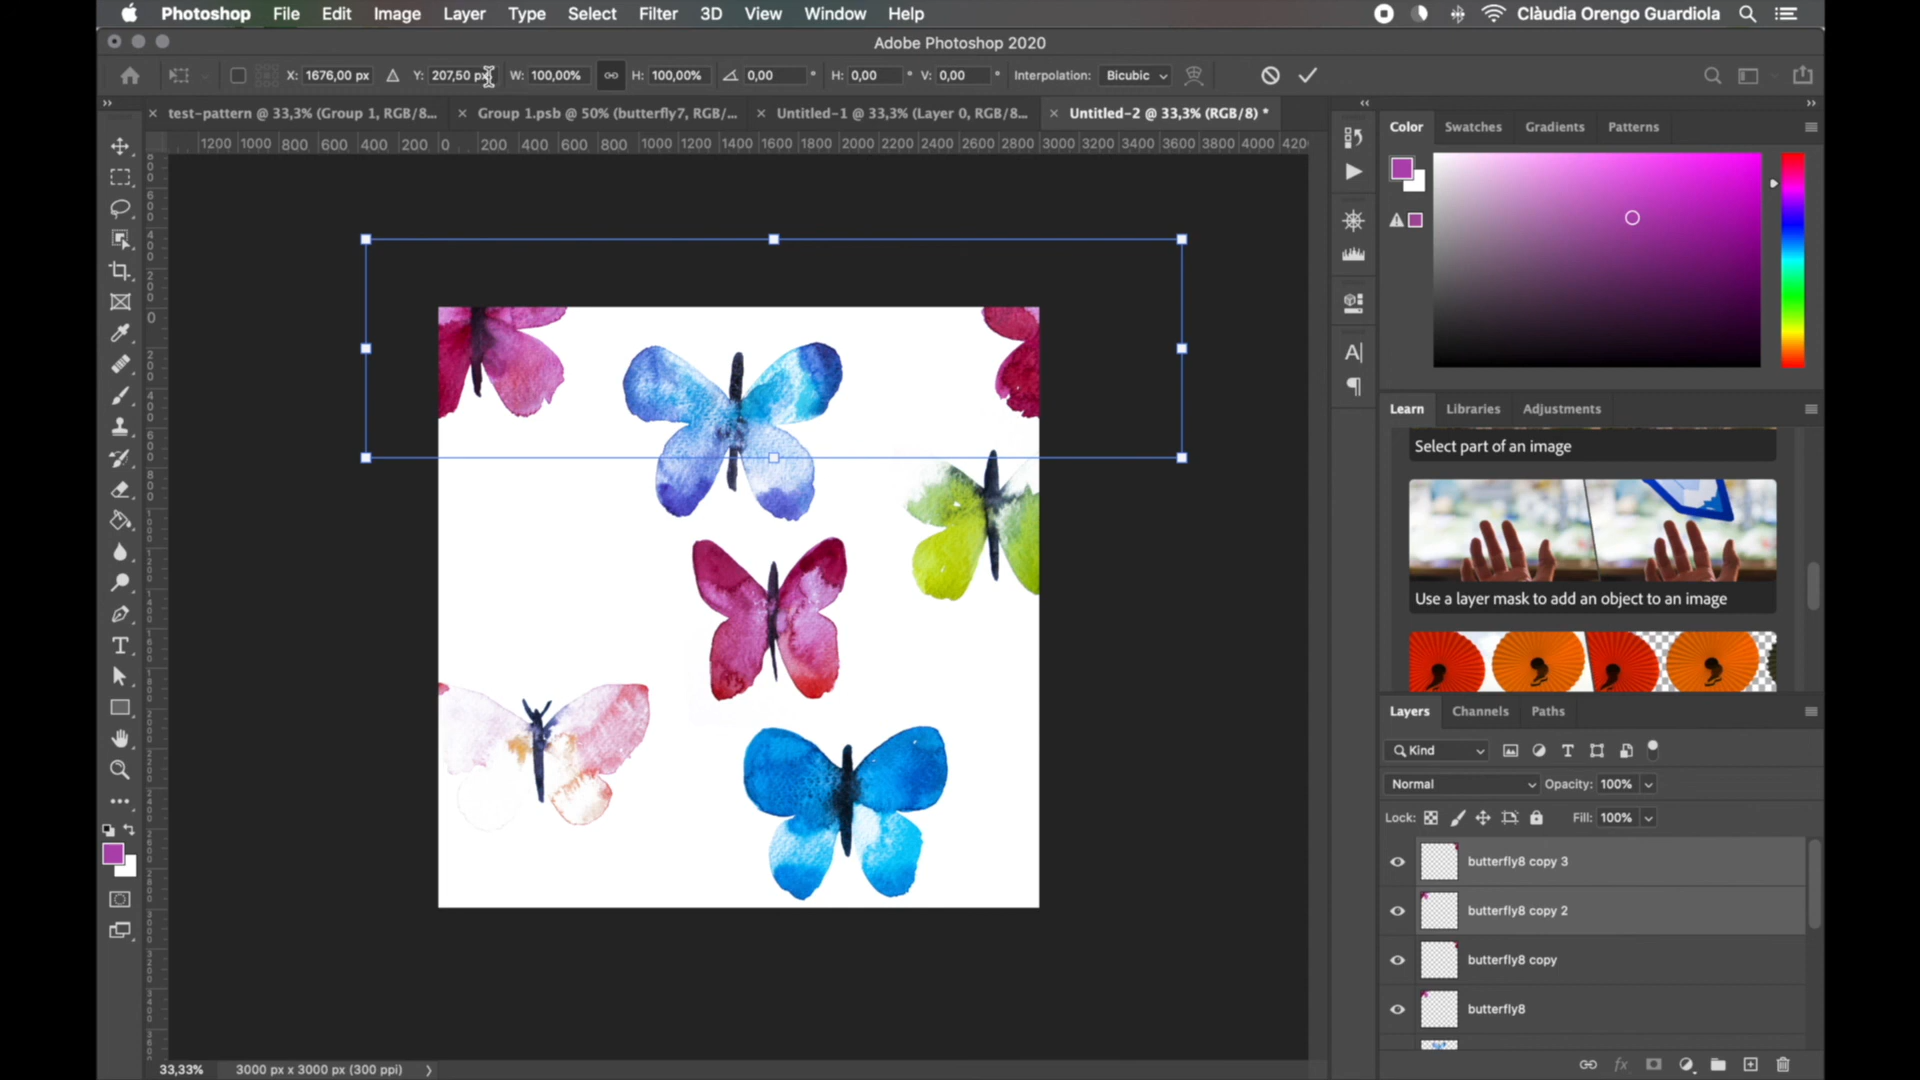 Photoshop File Edit Image Layer Type Select Filter 3D View Window Help Clàudia Orengo Guardiola
Adobe Photoshop 2020
X: 1676,00 px Y: 207,50 px W: 100,00% H: 100,00% 0,00 ° H: 0,00 ° V: 0,00 ° Interpolation: Bicubic
test-pattern @ 33,3% (Group 1, RGB/8... Group 1.psb @ 50% (butterfly7, RGB/... Untitled-1 @ 33,3% (Layer 0, RGB/8... Untitled-2 @ 33,3% (RGB/8) *
1200 1000 800 600 400 200 0 200 400 600 800 1000 1200 1400 1600 1800 2000 2200 2400 2600 2800 3000 3200 3400 3600 3800 4000 420
Color Swatches Gradients Patterns
Learn Libraries Adjustments
Select part of an image
Use a layer mask to add an object to an image
Layers Channels Paths
Kind
Normal Opacity: 100%
Lock: Fill: 100%
butterfly8 copy 3
butterfly8 copy 2
butterfly8 copy
butterfly8
33,33% 3000 px x 3000 px (300 ppi)